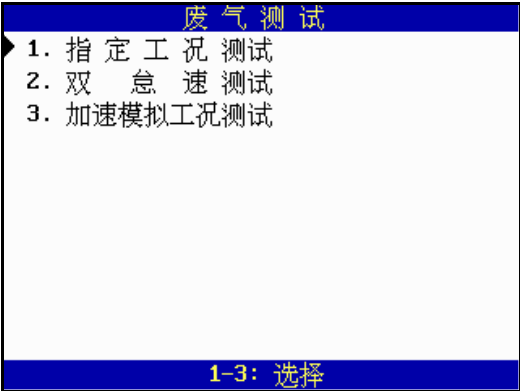 废气测试
1. 指定工况测试
2. 双怠速测试
3. 加速模拟工况测试
1-3: 选择